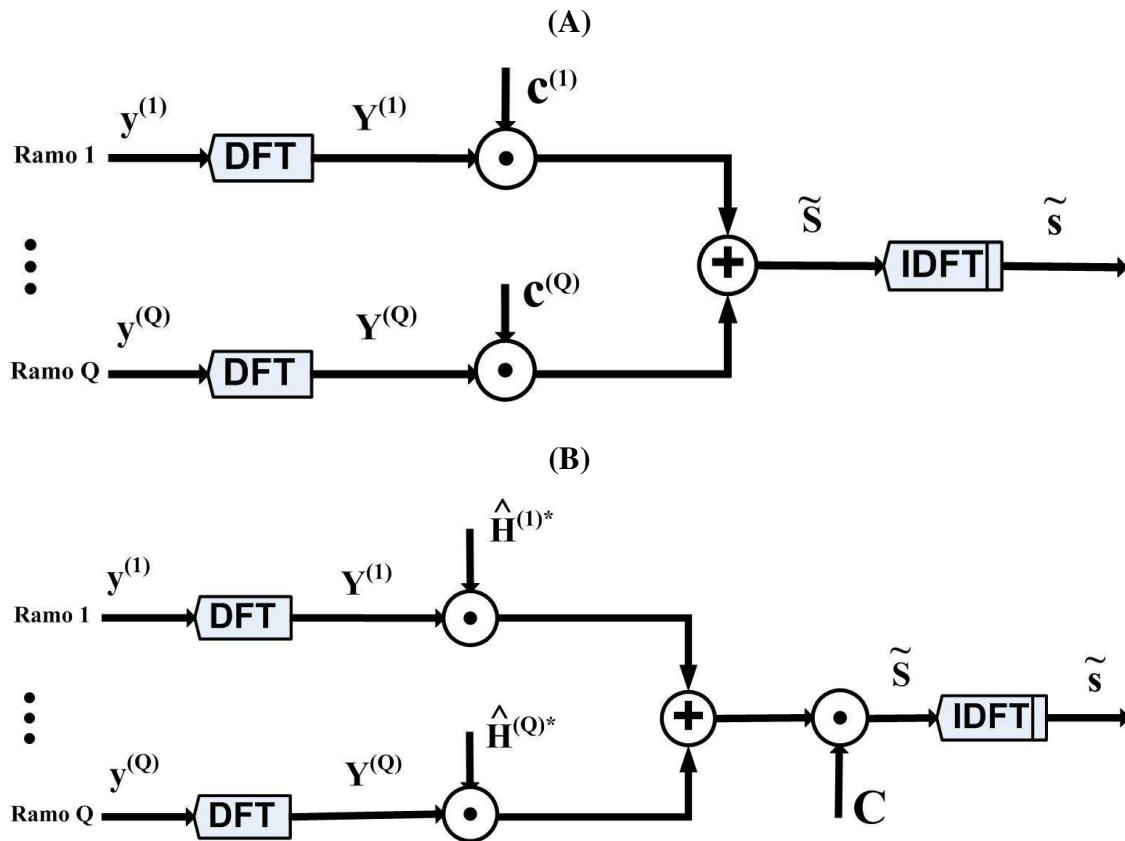 (A)
c⁽¹⁾
y⁽¹⁾ Y⁽¹⁾
Ramo 1 DFT
S̃ s̃
IDFT
c⁽Q⁾
y⁽Q⁾ Y⁽Q⁾
Ramo Q DFT
(B)
Ĥ⁽¹⁾*
y⁽¹⁾ Y⁽¹⁾
Ramo 1 DFT
S̃ s̃
IDFT
Ĥ⁽Q⁾*
y⁽Q⁾ Y⁽Q⁾
Ramo Q DFT
C